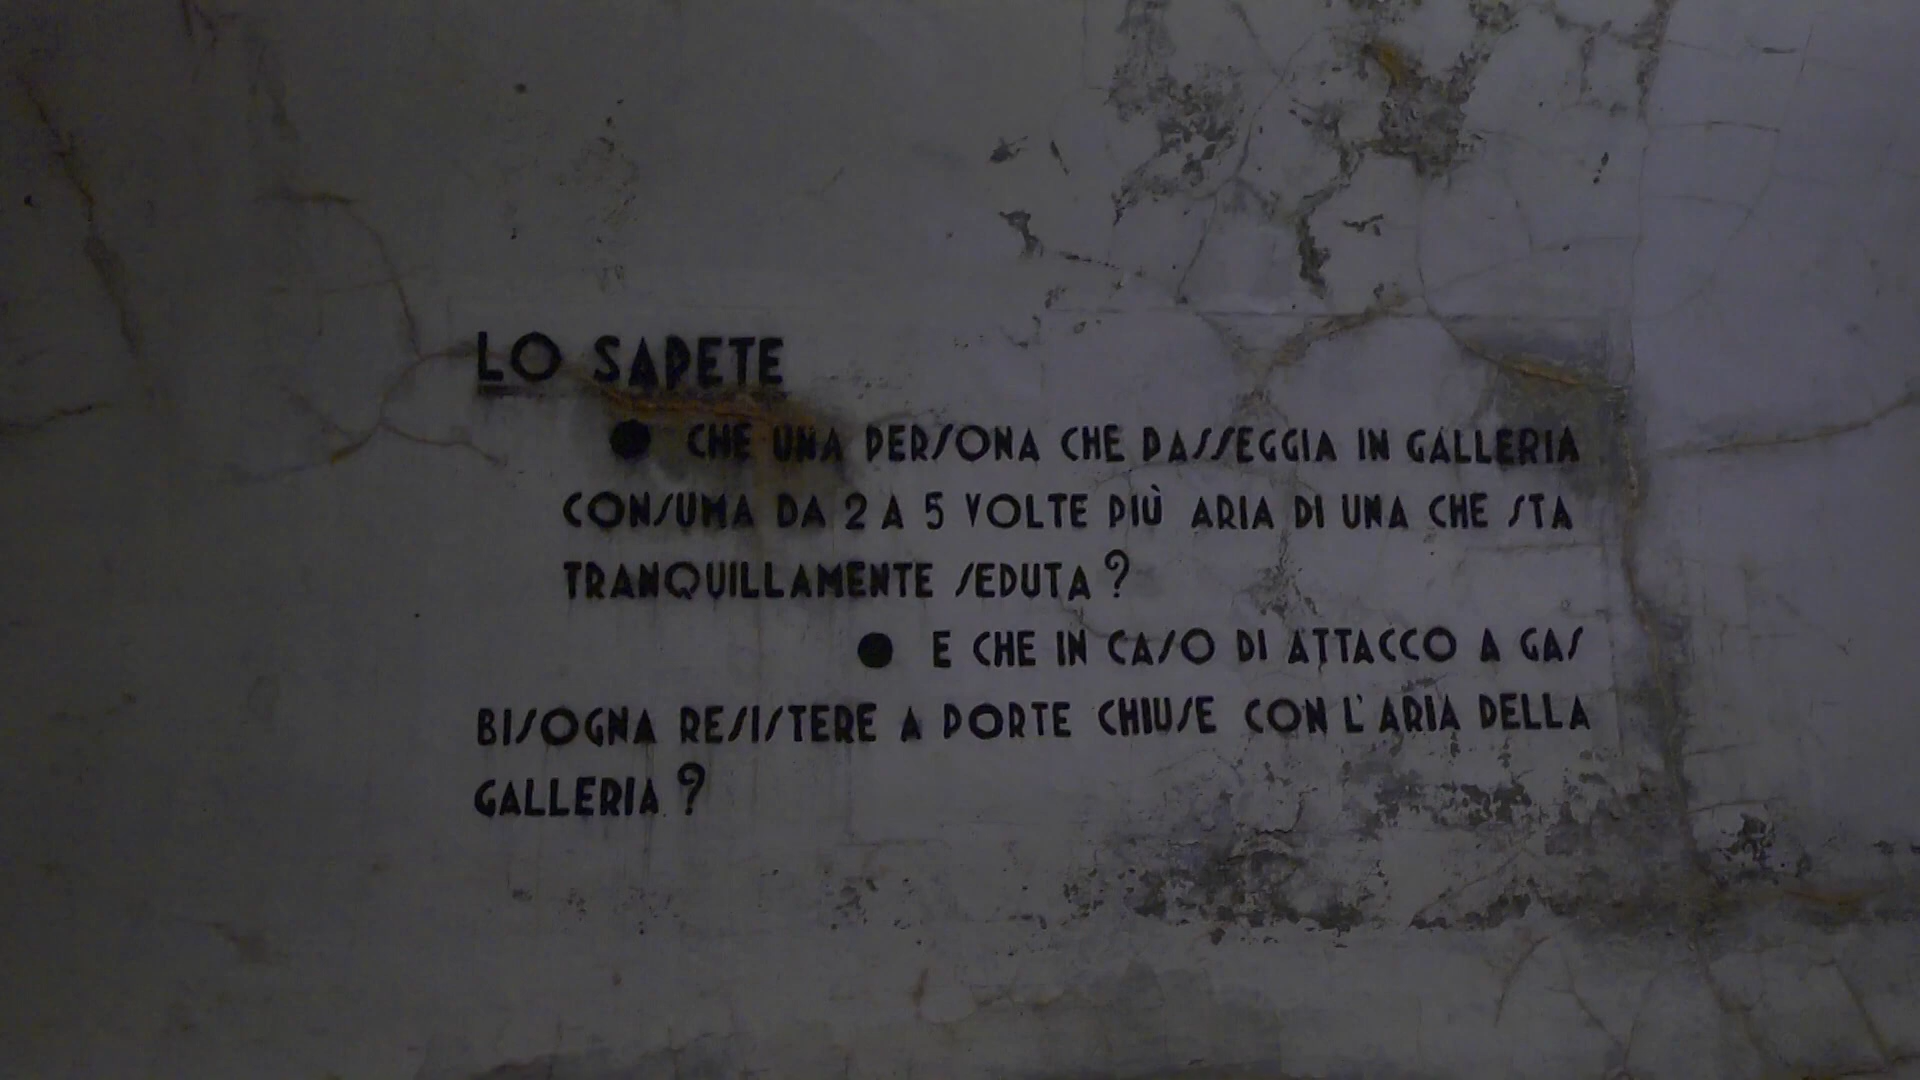 LO SAPETE
● CHE UNA PERSONA CHE PASSEGGIA IN GALLERIA
CONSUMA DA 2 A 5 VOLTE PIÙ ARIA DI UNA CHE STA
TRANQUILLAMENTE SEDUTA?
● E CHE IN CASO DI ATTACCO A GAS
BISOGNA RESISTERE A PORTE CHIUSE CON L'ARIA DELLA
GALLERIA?